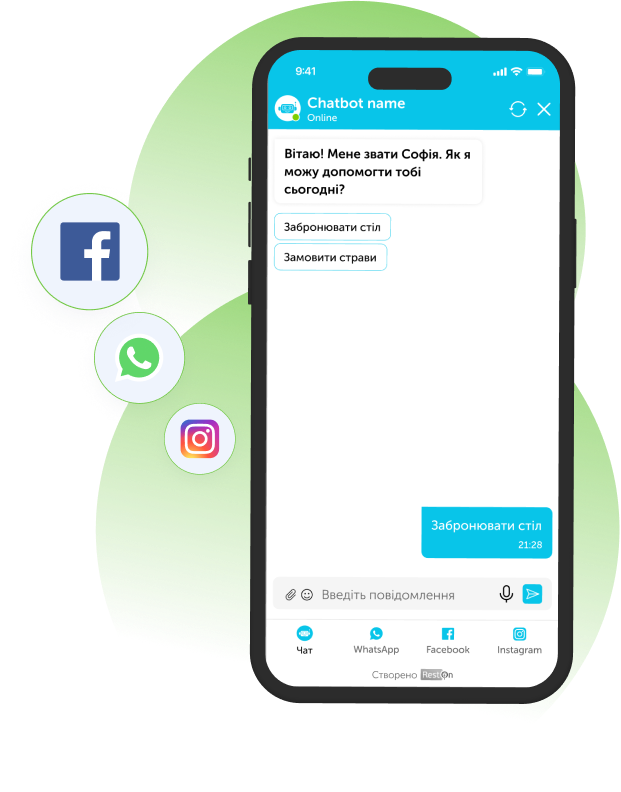 9:41
Chatbot name
Online
Вітаю! Мене звати Софія. Як я
можу допомогти тобі
сьогодні?
Забронювати стіл
Замовити страви
Забронювати стіл
21:28
Введіть повідомлення
Чат WhatsApp Facebook Instagram
Створено RestOn